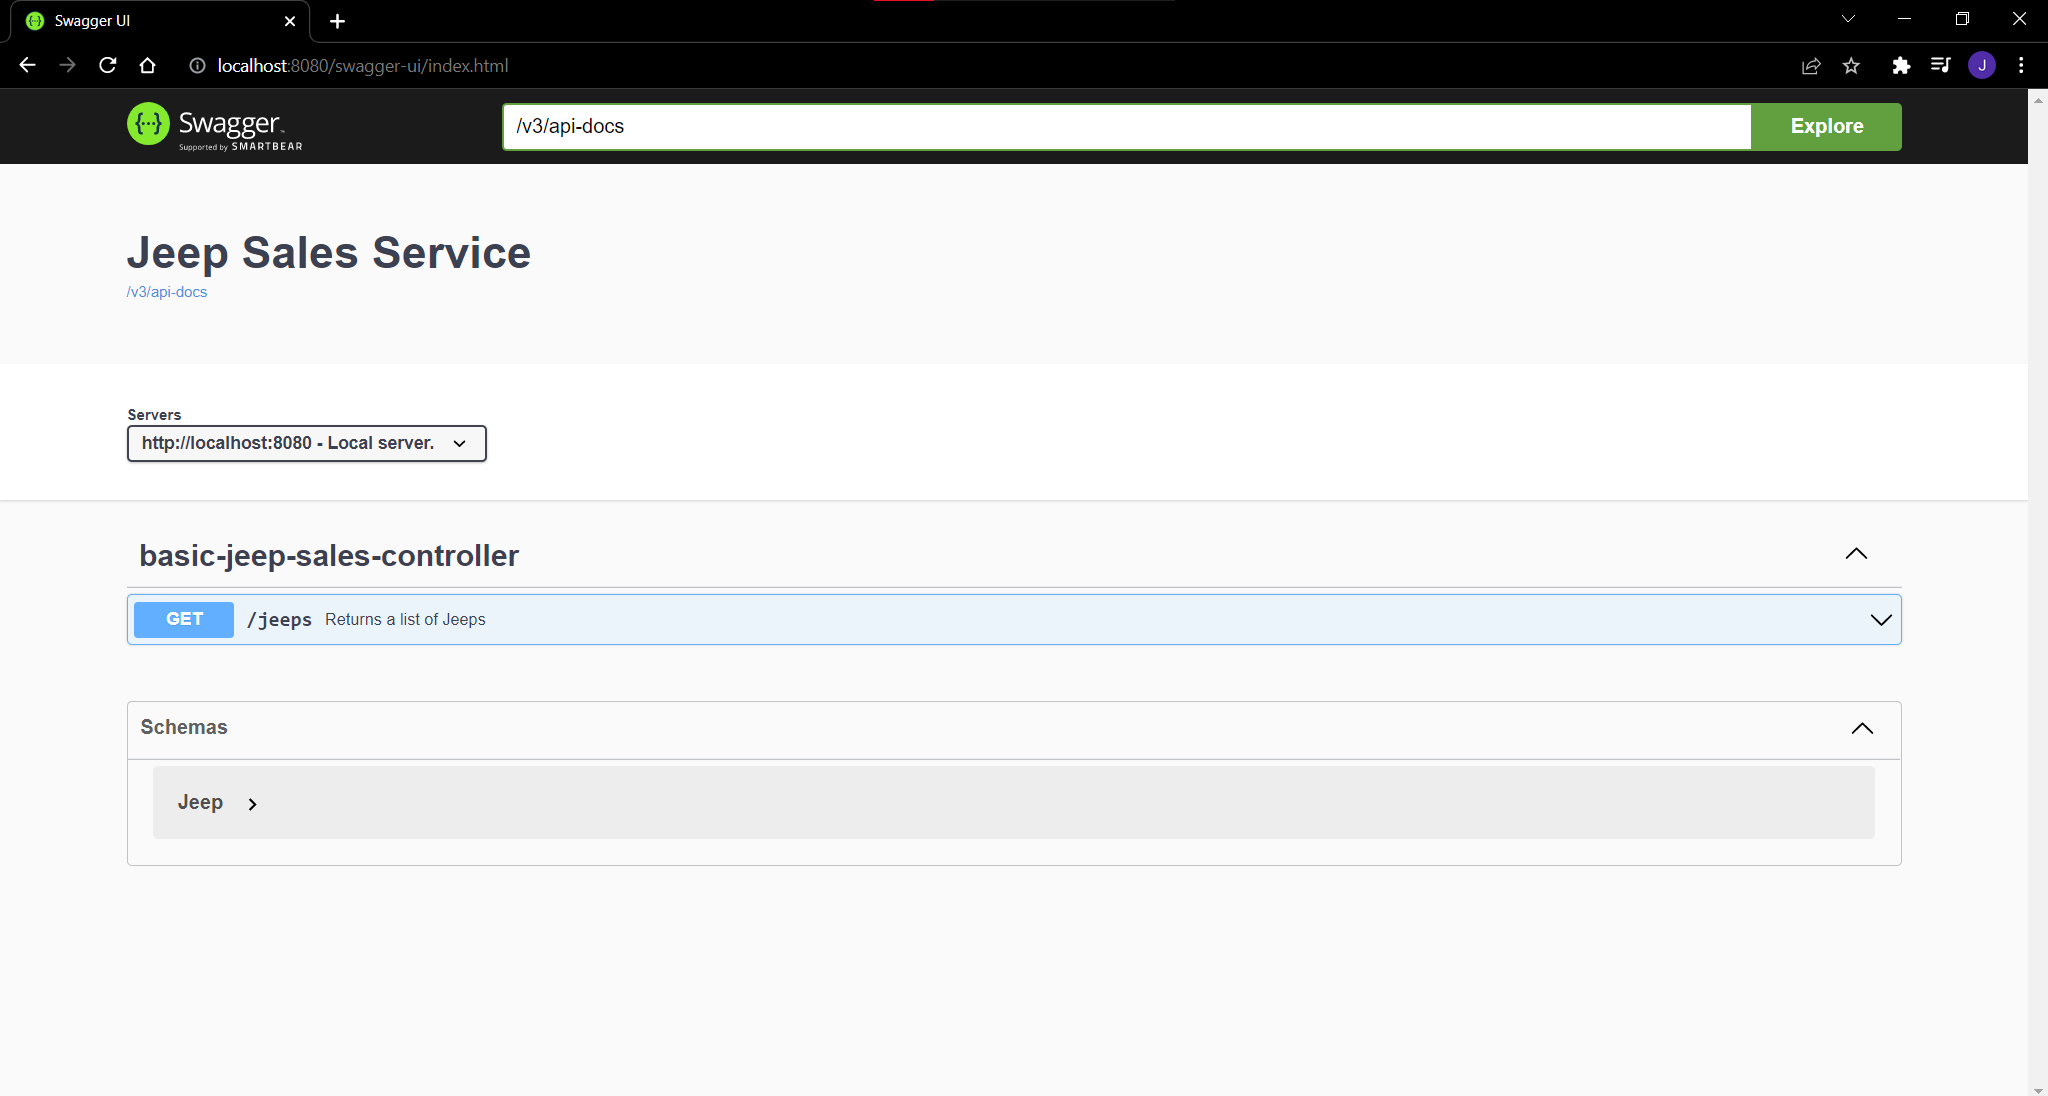 Swagger UI
localhost:8080/swagger-ui/index.html
J
Swagger™
Supported by SMARTBEAR
/v3/api-docs
Explore
Jeep Sales Service
/v3/api-docs
Servers
http://localhost:8080 - Local server.
basic-jeep-sales-controller
GET /jeeps Returns a list of Jeeps
Schemas
Jeep